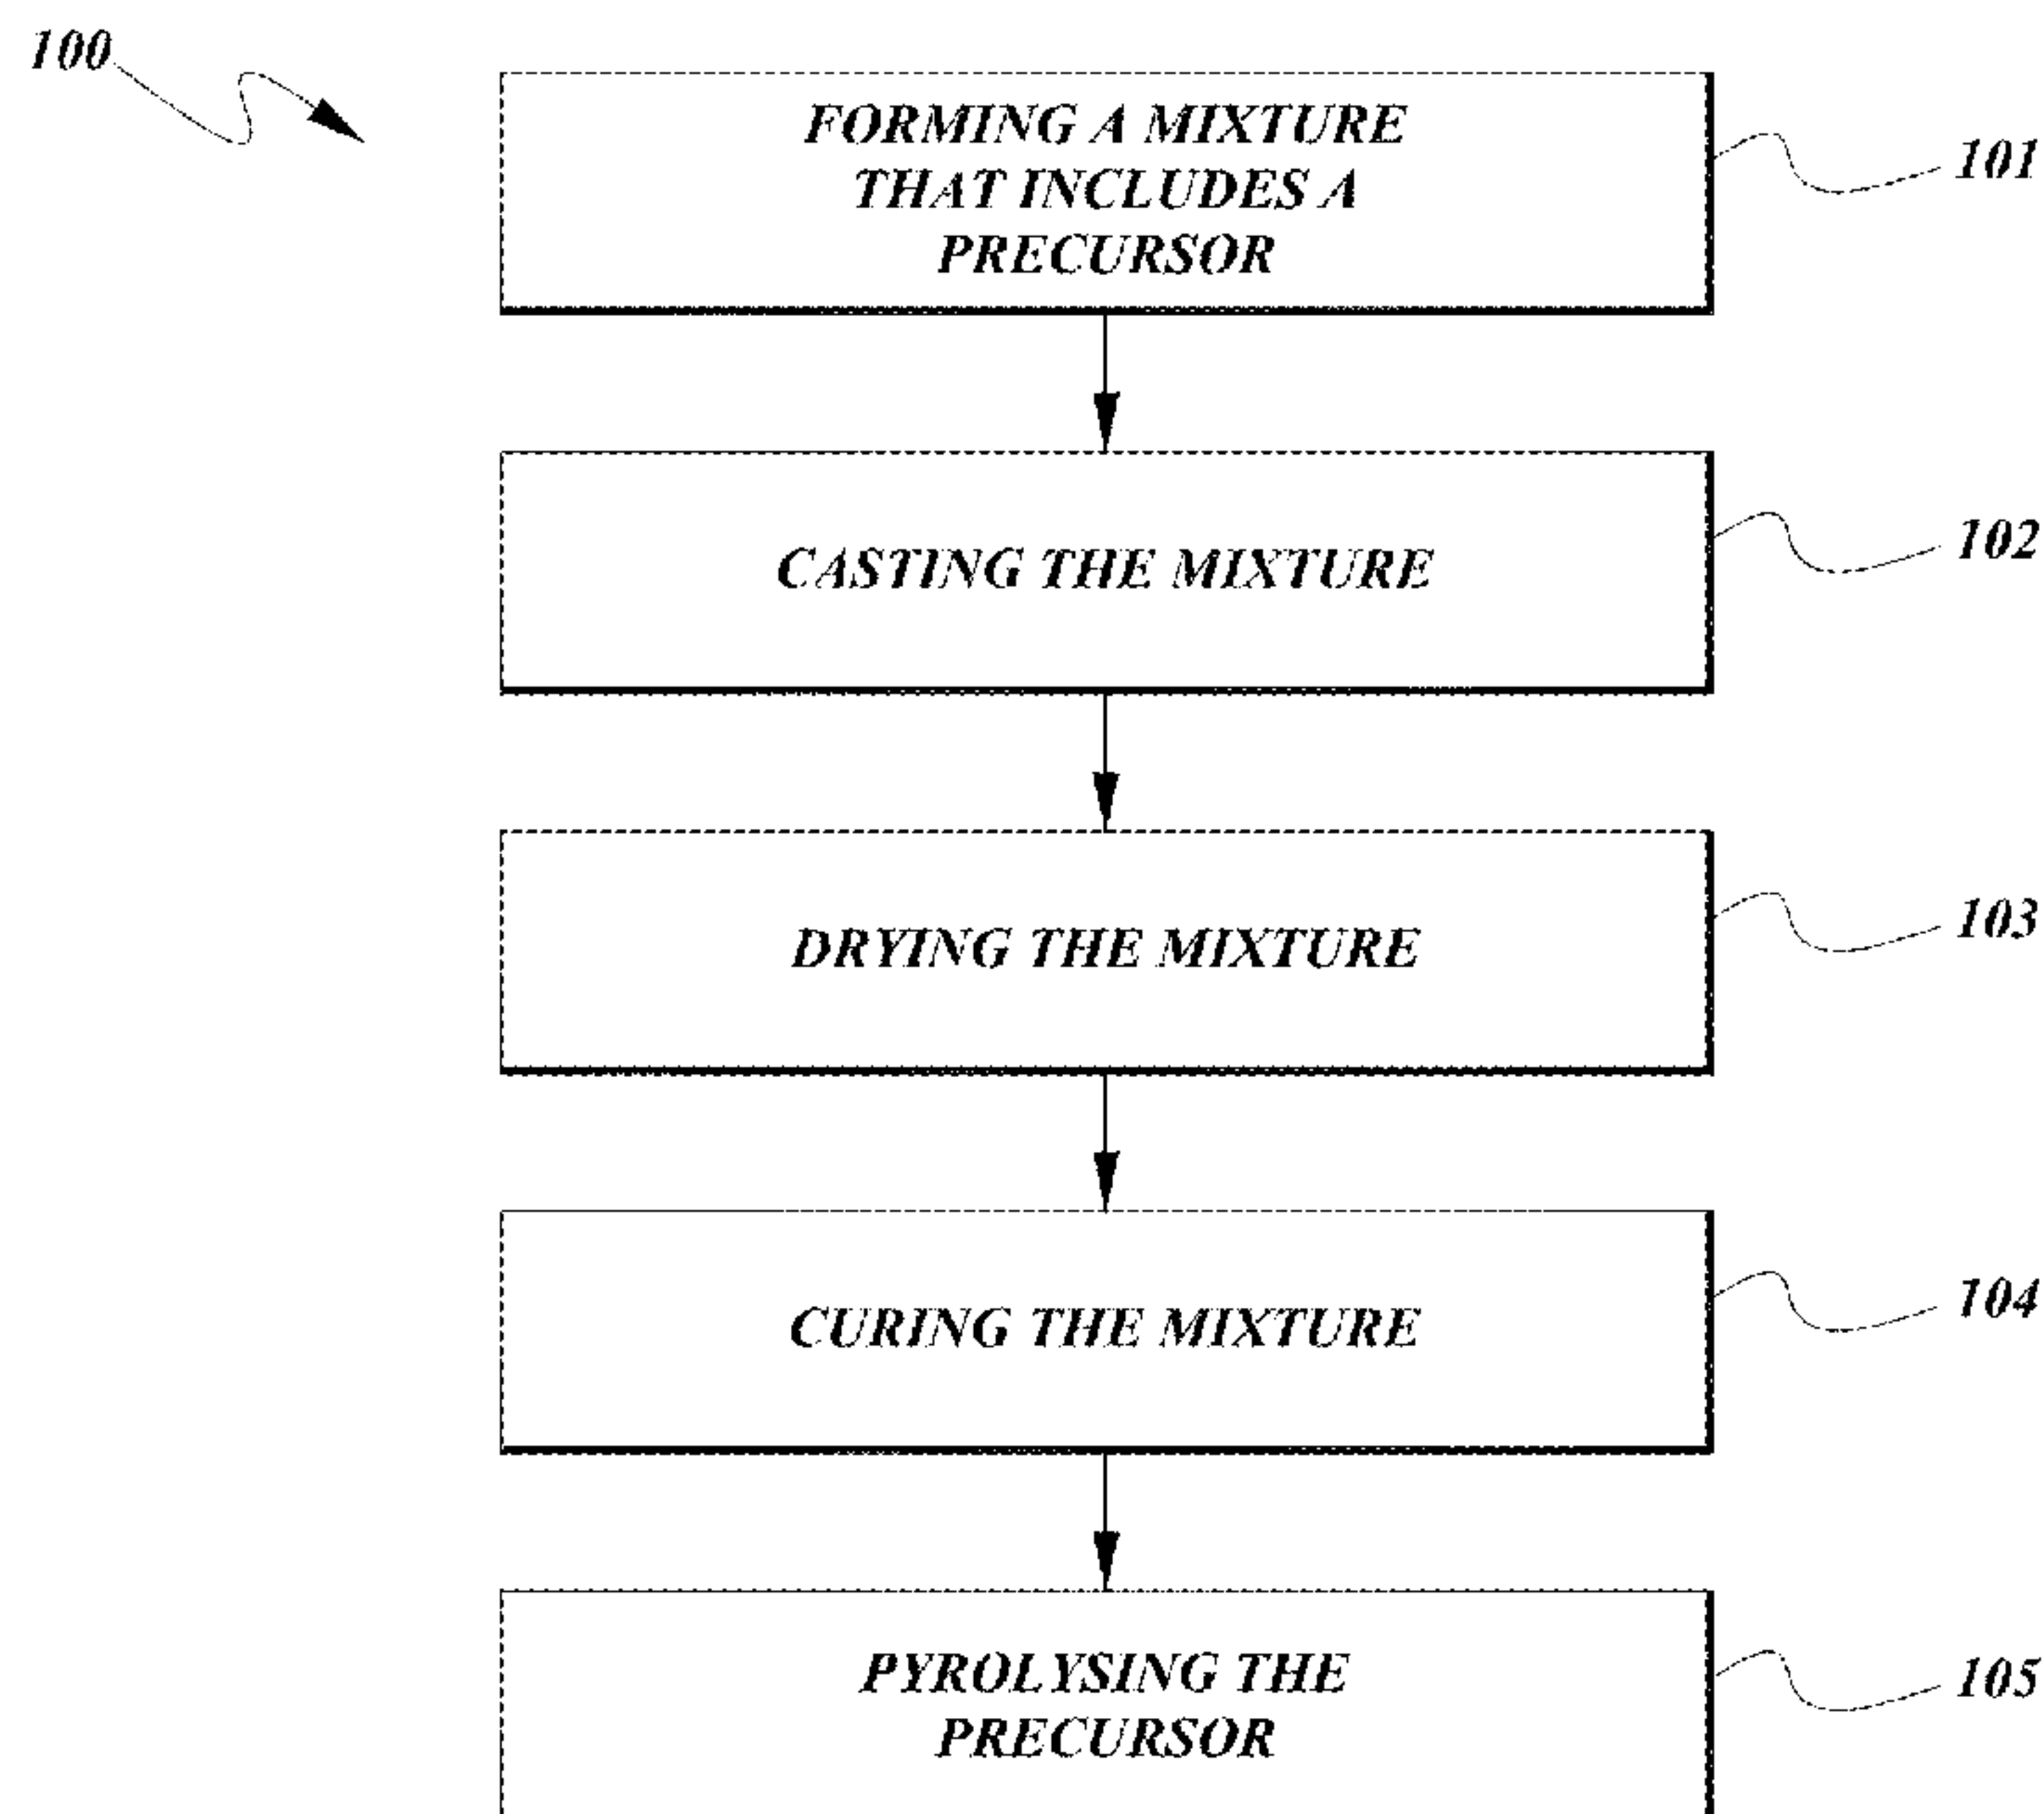 100
FORMING A MIXTURE
THAT INCLUDES A
PRECURSOR
101
CASTING THE MIXTURE
102
DRYING THE MIXTURE
103
CURING THE MIXTURE
104
PYROLYSING THE
PRECURSOR
105